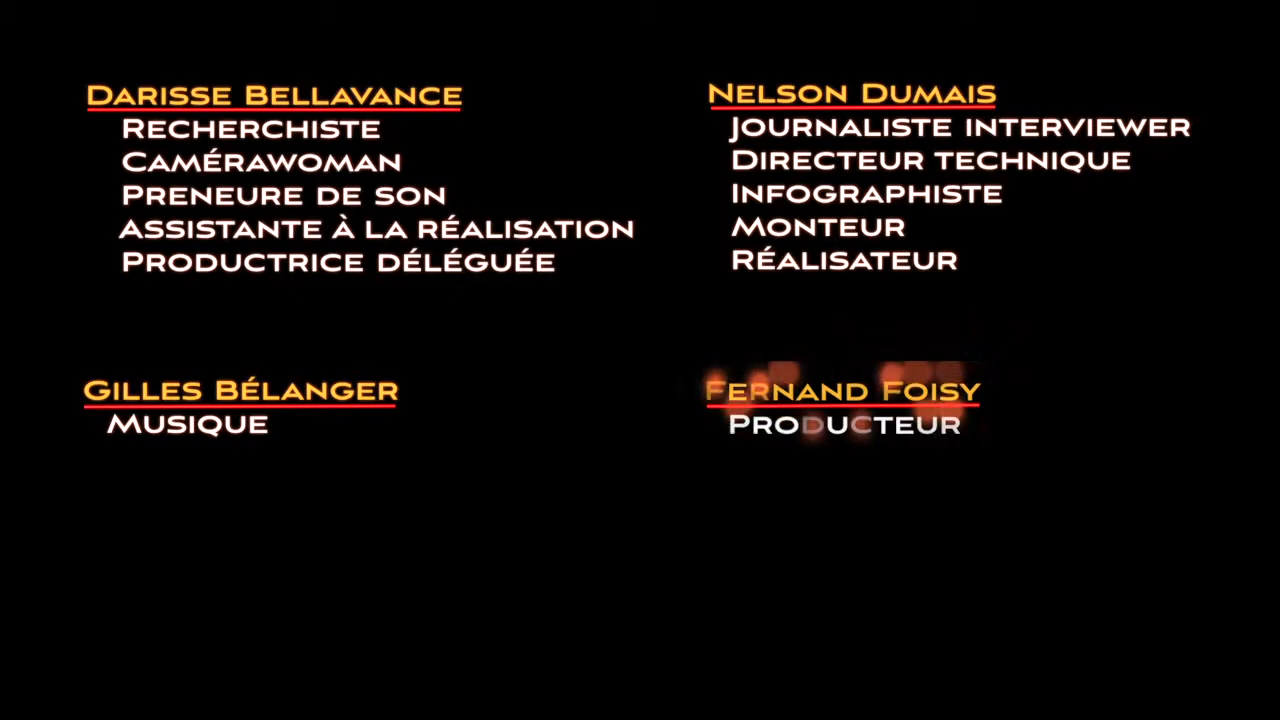 Darisse Bellavance
Recherchiste
Camérawoman
Preneure de son
Assistante à la réalisation
Productrice déléguée
Nelson Dumais
Journaliste interviewer
Directeur technique
Infographiste
Monteur
Réalisateur
Gilles Bélanger
Musique
Fernand Foisy
Producteur